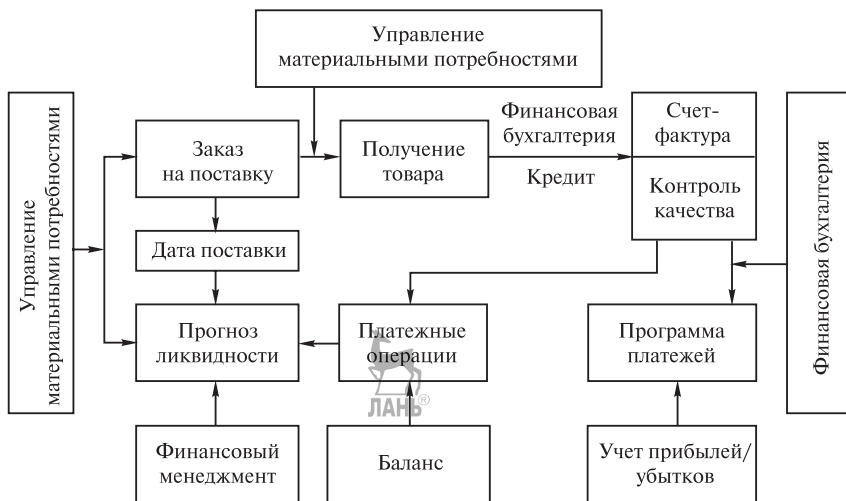 Управление
материальными потребностями
Управление
материальными потребностями
Заказ
на поставку
Получение
товара
Финансовая
бухгалтерия
Кредит
Счет-
фактура
Контроль
качества
Финансовая бухгалтерия
Дата поставки
Прогноз
ликвидности
Платежные
операции
Программа
платежей
ЛАНЬ®
Финансовый
менеджмент
Баланс
Учет прибылей/
убытков